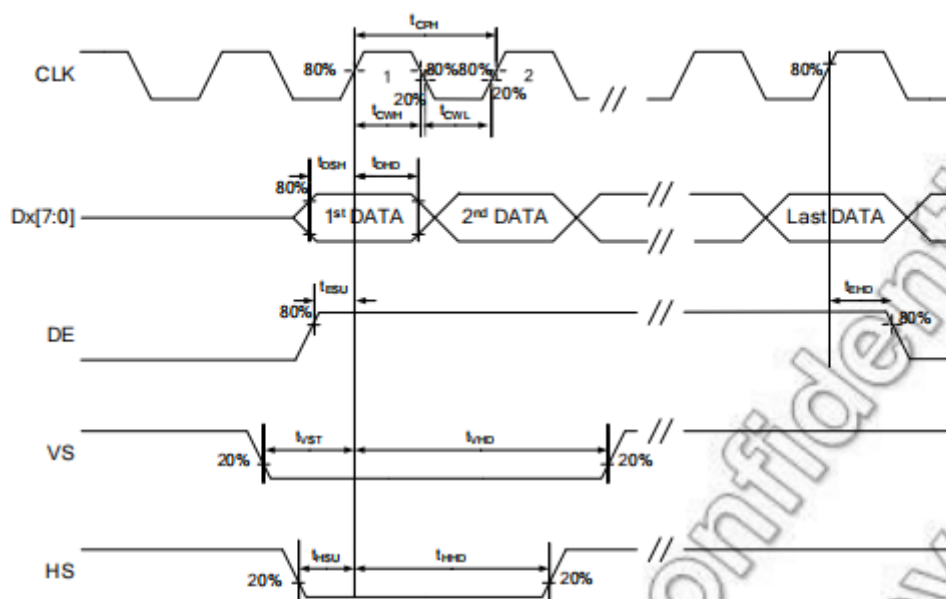 tCPH
CLK
80%
1
80%
80%
2
20%
20%
tCWH
tCWL
tDSH
tDHD
80%
Dx[7:0]
1st DATA
2nd DATA
//
Last DATA
tESU
tEHD
80%
80%
DE
VS
tVST
tVHD
20%
20%
HS
tHSU
tHHD
20%
20%
80%
onfidenti